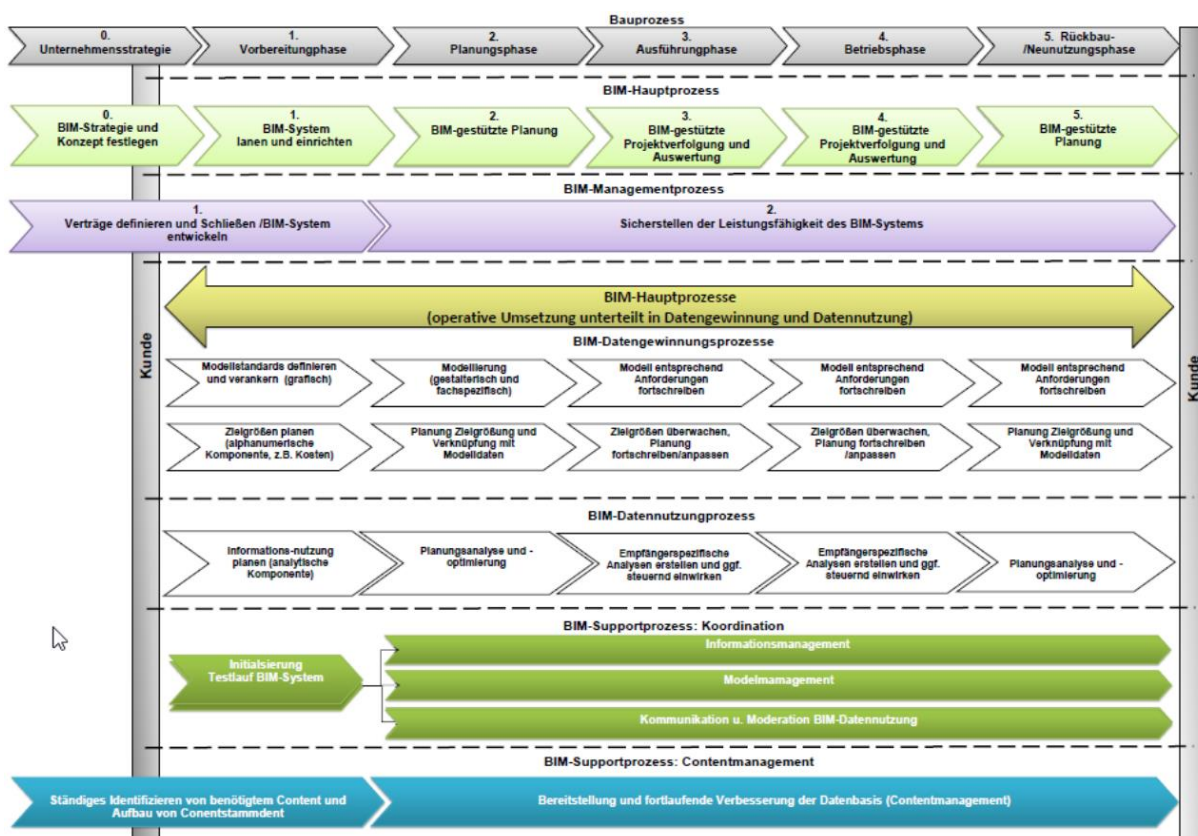 Bauprozess
0.
Unternehmensstrategie
1.
Vorbereitungphase
2.
Planungsphase
3.
Ausführungphase
4.
Betriebsphase
5. Rückbau-
/Neunutzungsphase
BIM-Hauptprozess
0.
BIM-Strategie und
Konzept festlegen
1.
BIM-System
lanen und einrichten
2.
BIM-gestützte Planung
3.
BIM-gestützte
Projektverfolgung und
Auswertung
4.
BIM-gestützte
Projektverfolgung und
Auswertung
5.
BIM-gestützte
Planung
BIM-Managementprozess
1.
Verträge definieren und Schließen /BIM-System
entwickeln
2.
Sicherstellen der Leistungsfähigkeit des BIM-Systems
Kunde
Kunde
BIM-Hauptprozesse
(operative Umsetzung unterteilt in Datengewinnung und Datennutzung)
BIM-Datengewinnungsprozesse
Modellstandards definieren
und verankern (grafisch)
Modellierung
(gestalterisch und
fachspezifisch)
Modell entsprechend
Anforderungen
fortschreiben
Modell entsprechend
Anforderungen
fortschreiben
Modell entsprechend
Anforderungen
fortschreiben
Zielgrößen planen
(alphanumerische
Komponente, z.B. Kosten)
Planung Zielgrößung und
Verknüpfung mit
Modelldaten
Zielgrößen überwachen,
Planung
fortschreiben/anpassen
Zielgrößen überwachen,
Planung fortschreiben
/anpassen
Planung Zielgrößung und
Verknüpfung mit
Modelldaten
BIM-Datennutzungprozess
Informations-nutzung
planen (analytische
Komponente)
Planungsanalyse und -
optimierung
Empfängerspezifische
Analysen erstellen und ggf.
steuernd einwirken
Empfängerspezifische
Analysen erstellen und ggf.
steuernd einwirken
Planungsanalyse und -
optimierung
BIM-Supportprozess: Koordination
Initialsierung
Testlauf BIM-System
Informationsmanagement
Modelmamagement
Kommunikation u. Moderation BIM-Datennutzung
BIM-Supportprozess: Contentmanagement
Ständiges Identifizieren von benötigtem Content und
Aufbau von Conentstammdent
Bereitstellung und fortlaufende Verbesserung der Datenbasis (Contentmanagement)